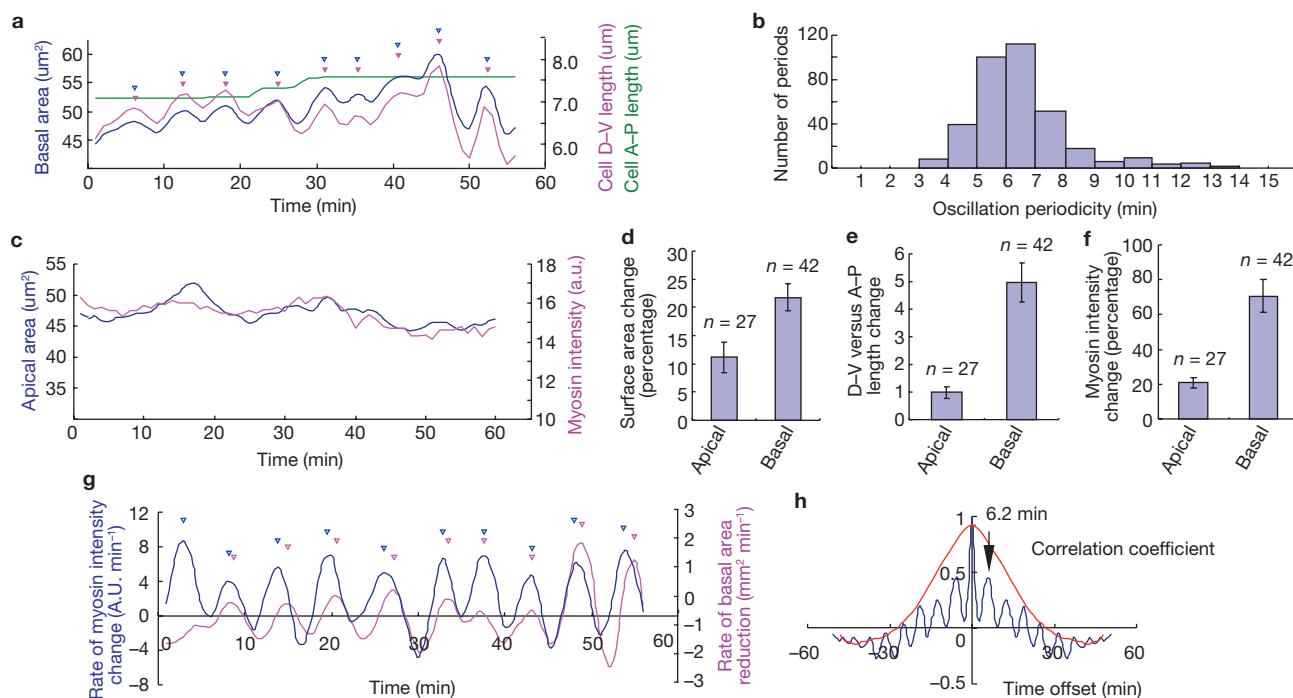 a
Basal area (um²)
60
55
50
45
0
10
20
30
40
50
60
Time (min)
8.0
7.0
6.0
Cell D–V length (um)
Cell A–P length (um)
b
Number of periods
120
80
40
0
1 2 3 4 5 6 7 8 9 10 11 12 13 14 15
Oscillation periodicity (min)
c
Apical area (um²)
55
50
45
40
35
0 10 20 30 40 50 60
Time (min)
18
16
14
12
10
Myosin intensity (a.u.)
d
Surface area change
(percentage)
30
25
20
15
10
5
0
n = 27
n = 42
Apical
Basal
e
D–V versus A–P
length change
6
5
4
3
2
1
0
n = 27
n = 42
Apical
Basal
f
Myosin intensity
change (percentage)
100
80
60
40
20
0
n = 27
n = 42
Apical
Basal
g
Rate of myosin intensity
change (A.U. min⁻¹)
12
8
4
0
−4
−8
10 20 30 40 50 60
Time (min)
3
2
1
0
−1
−2
−3
Rate of basal area
reduction (mm² min⁻¹)
h
1
6.2 min
Correlation coefficient
0.5
0
−0.5
−60 −30 30 60
Time offset (min)